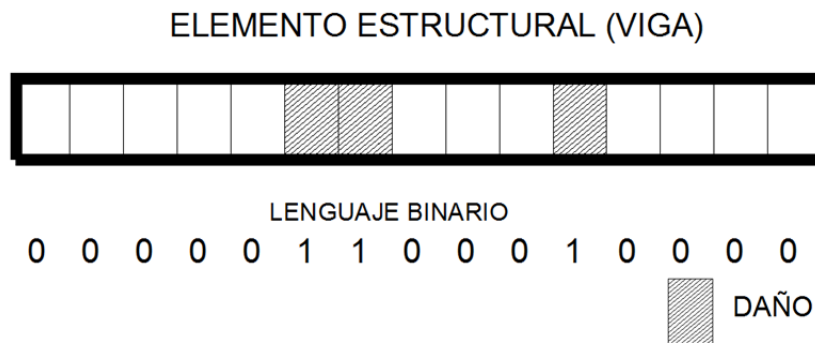 ELEMENTO ESTRUCTURAL (VIGA)
LENGUAJE BINARIO
0 0 0 0 0 1 1 0 0 0 1 0 0 0 0
DAÑO